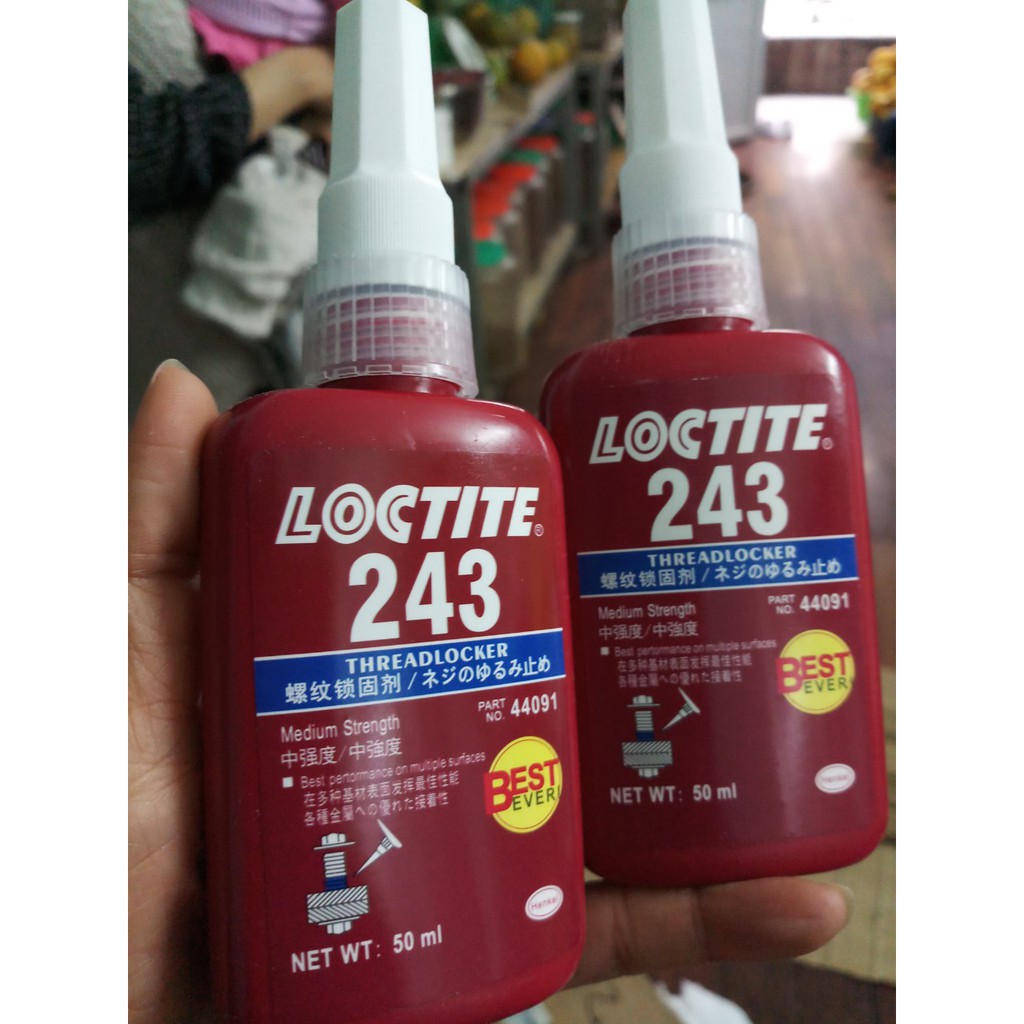 LOCTITE®
243
THREADLOCKER
螺纹锁固剂/ネジのゆるみ止め
Medium Strength
PART NO. 44091
中强度/中強度
■ Best performance on multiple surfaces
在多种基材表面发挥最佳性能
各種金属への優れた接着性
BEST
EVER!
Henkel
NET WT: 50 ml
LOCTITE®
243
THREADLOCKER
螺纹锁固剂/ネジのゆるみ止め
Medium Strength
PART NO. 44091
中强度/中強度
■ Best performance on multiple surfaces
在多种基材表面发挥最佳性能
各種金属への優れた接着性
BEST
EVER!
Henkel
NET WT: 50 ml